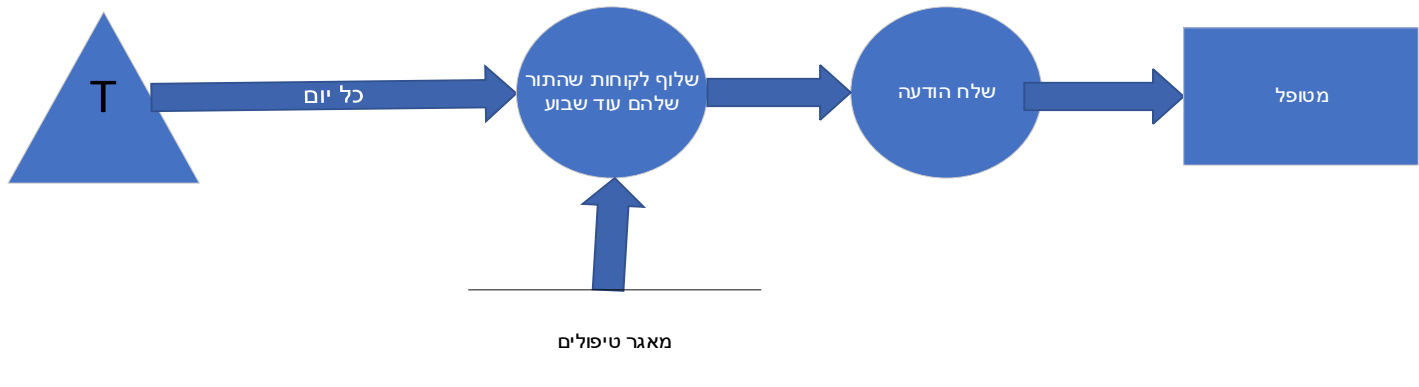 T
כל יום
שלוף לקוחות שהתור
שלהם עוד שבוע
שלח הודעה
מטופל
מאגר טיפולים